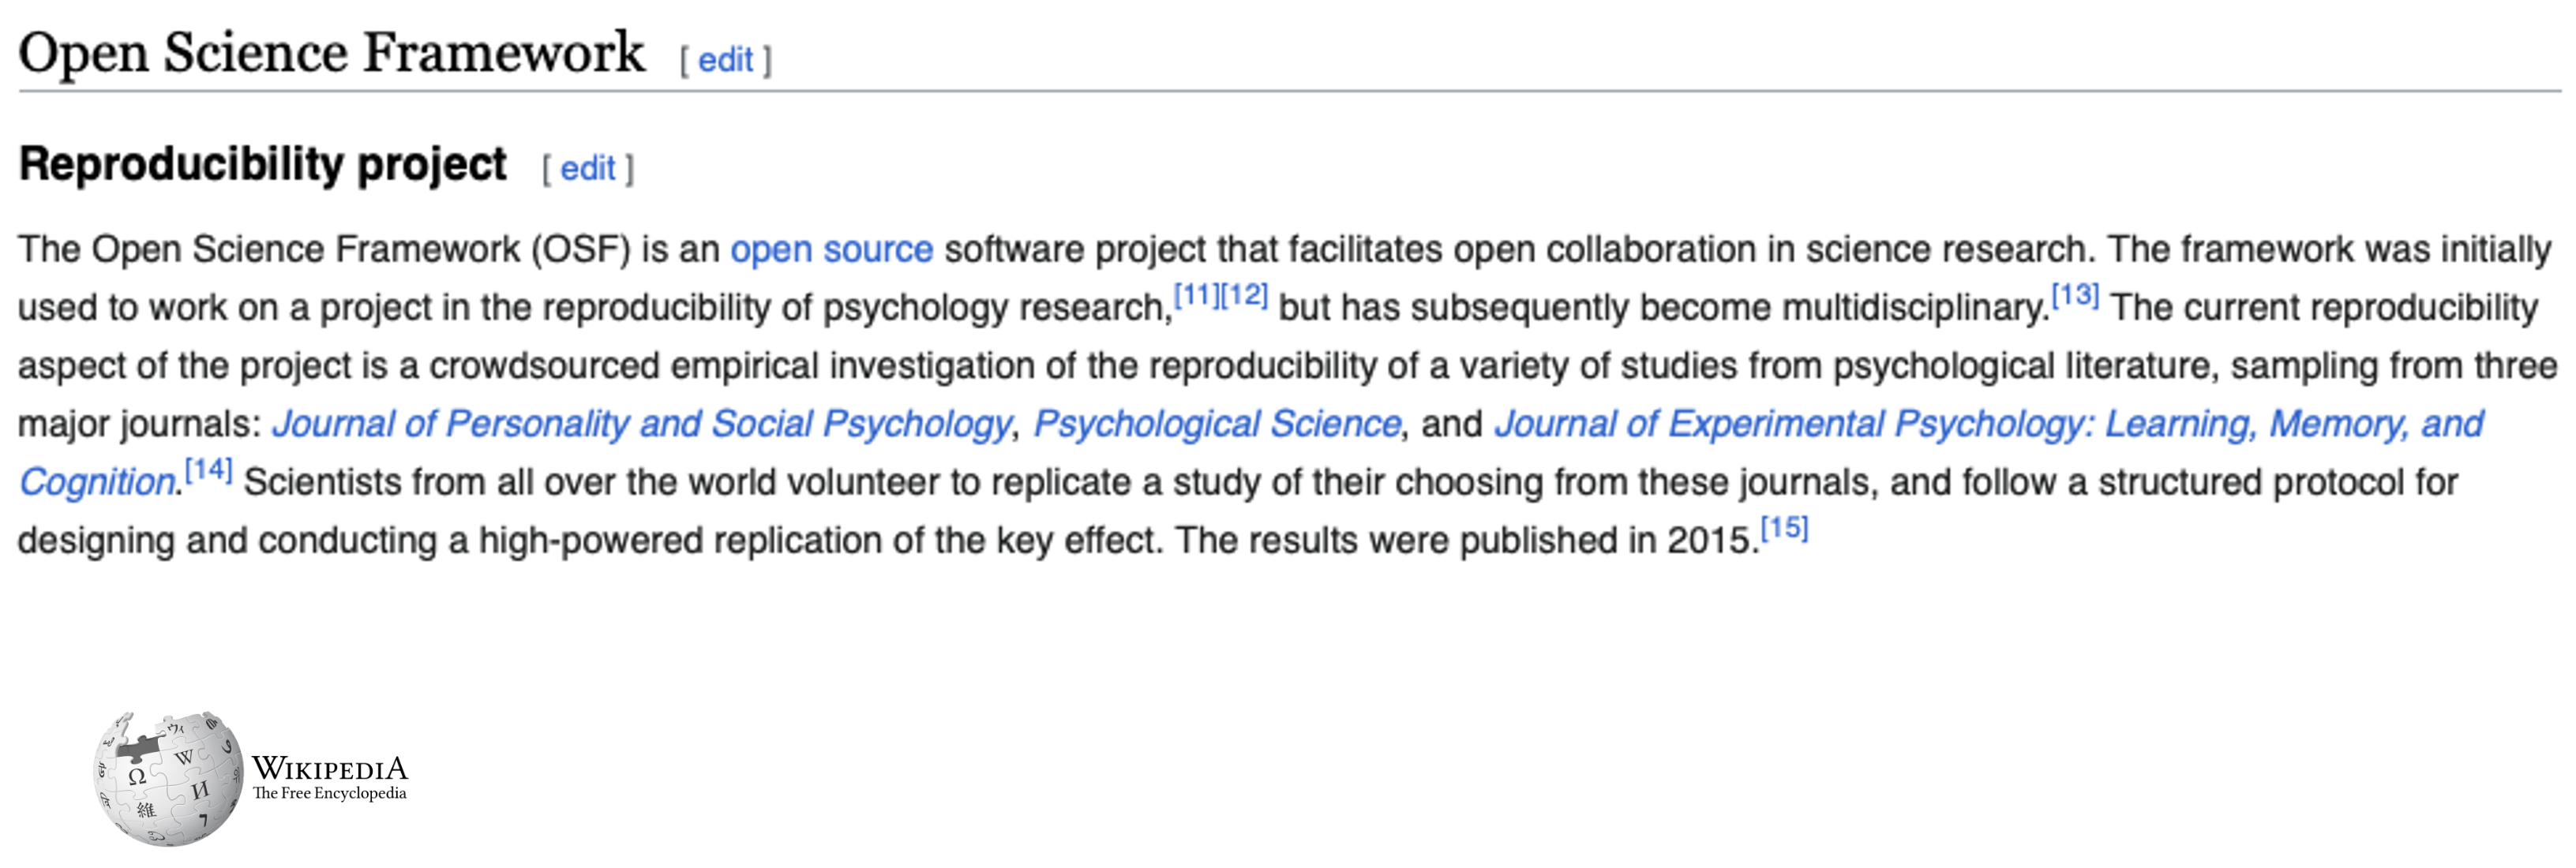 Open Science Framework [ edit ]
Reproducibility project [ edit ]
The Open Science Framework (OSF) is an open source software project that facilitates open collaboration in science research. The framework was initially
used to work on a project in the reproducibility of psychology research,[11][12] but has subsequently become multidisciplinary.[13] The current reproducibility
aspect of the project is a crowdsourced empirical investigation of the reproducibility of a variety of studies from psychological literature, sampling from three
major journals: Journal of Personality and Social Psychology, Psychological Science, and Journal of Experimental Psychology: Learning, Memory, and
Cognition.[14] Scientists from all over the world volunteer to replicate a study of their choosing from these journals, and follow a structured protocol for
designing and conducting a high-powered replication of the key effect. The results were published in 2015.[15]
Ω W И 維 7
WIKIPEDIA
The Free Encyclopedia